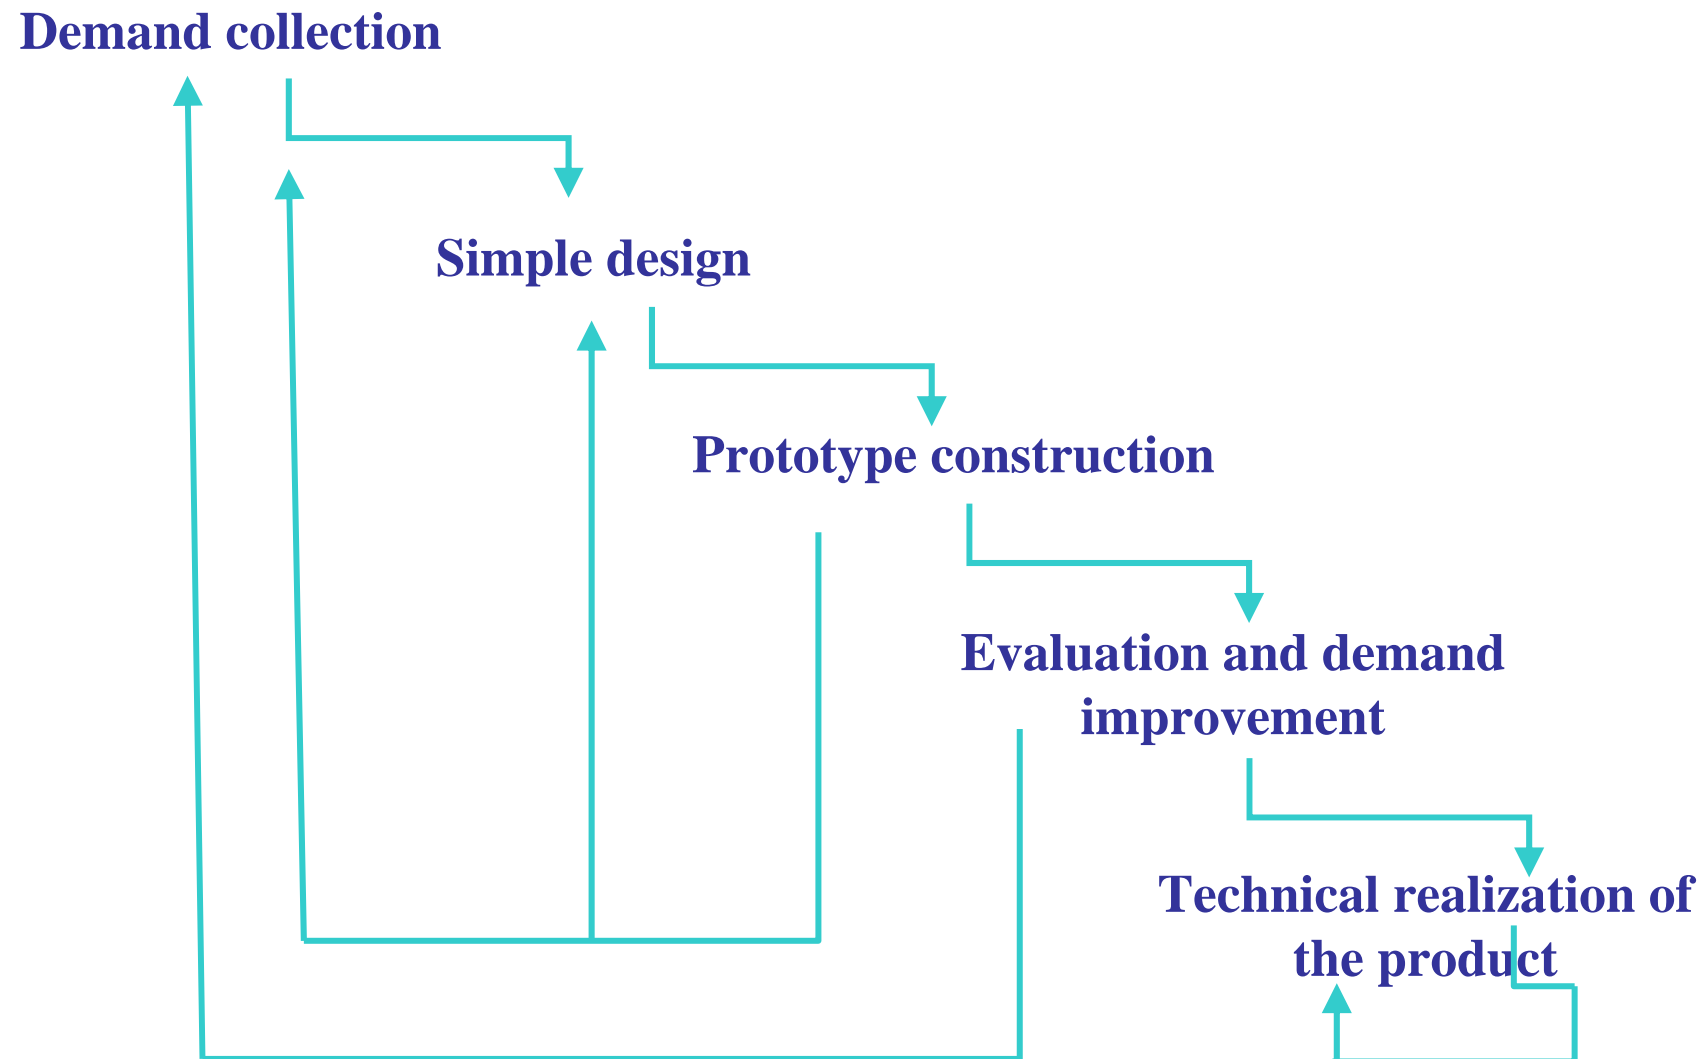 Demand collection
Simple design
Prototype construction
Evaluation and demand
improvement
Technical realization of
the product